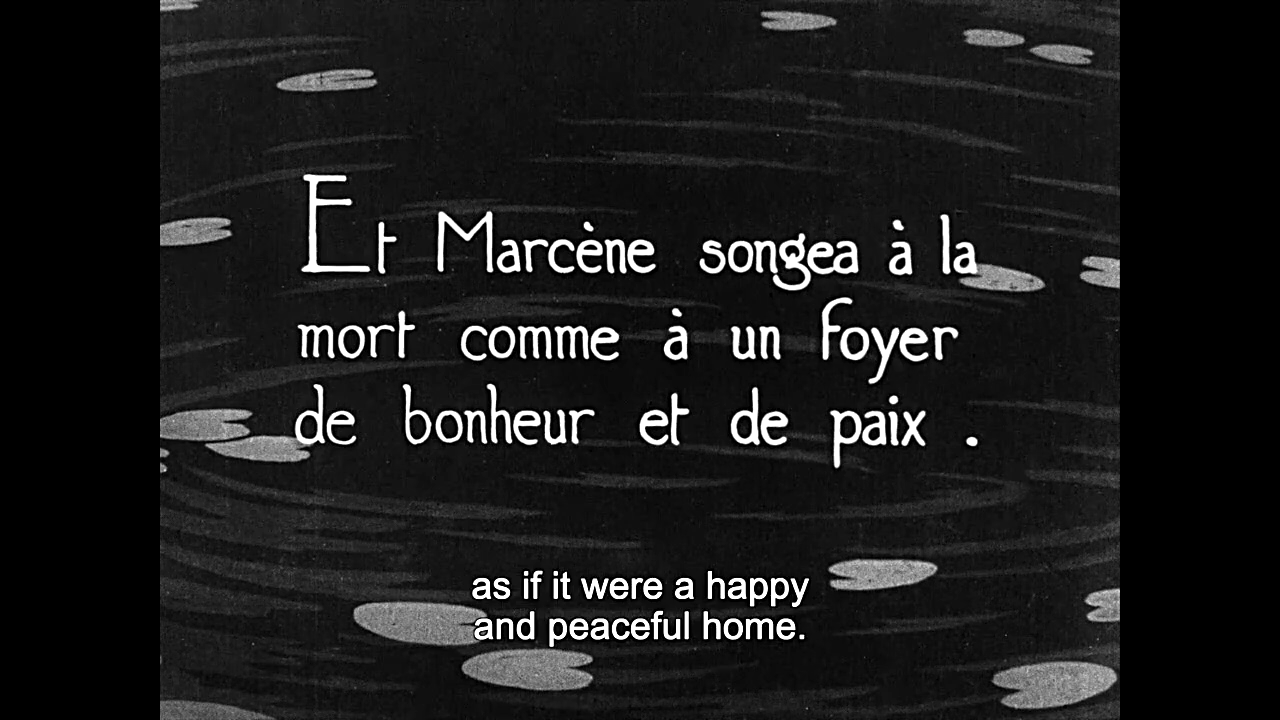 Et Marcène songea à la
mort comme à un foyer
de bonheur et de paix .
as if it were a happy
and peaceful home.